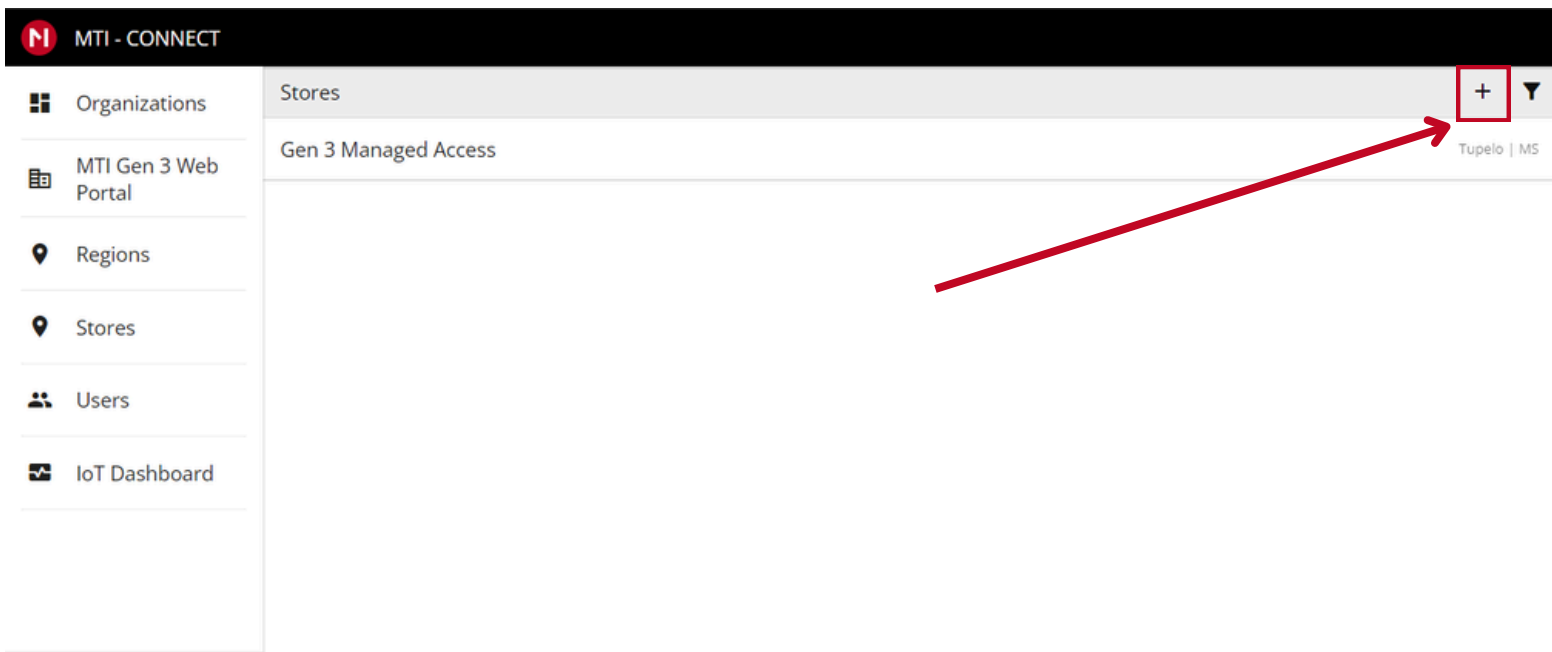 MTI - CONNECT
Organizations
MTI Gen 3 Web
Portal
Regions
Stores
Users
IoT Dashboard
Stores
+
Gen 3 Managed Access
Tupelo | MS